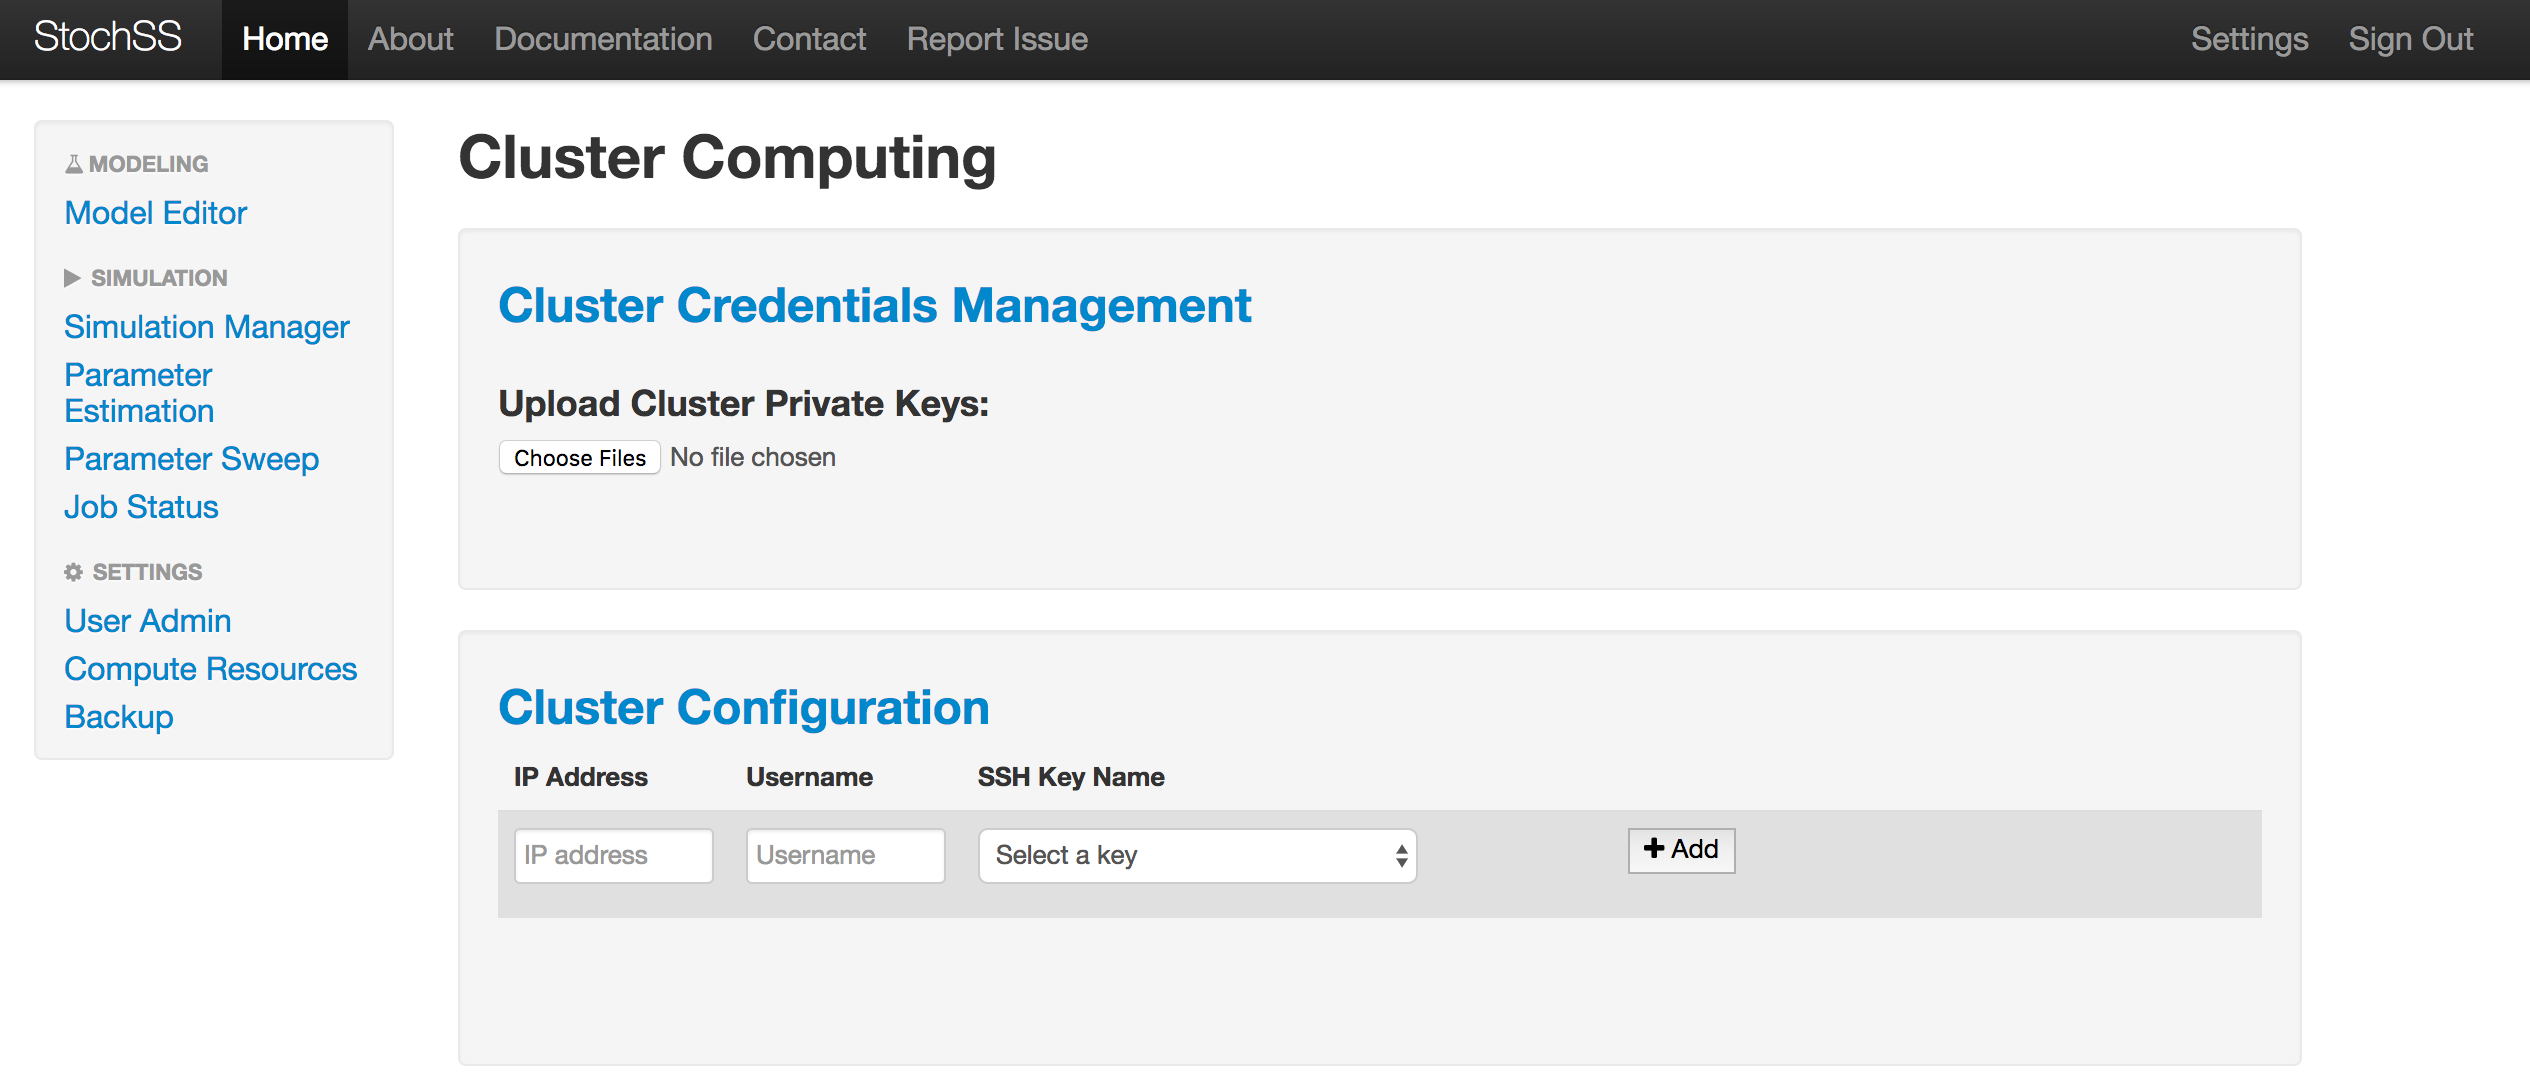 StochSS Home About Documentation Contact Report Issue Settings Sign Out
MODELING
Model Editor
SIMULATION
Simulation Manager
Parameter
Estimation
Parameter Sweep
Job Status
SETTINGS
User Admin
Compute Resources
Backup
Cluster Computing
Cluster Credentials Management
Upload Cluster Private Keys:
Choose Files No file chosen
Cluster Configuration
IP Address Username SSH Key Name
IP address Username Select a key Add